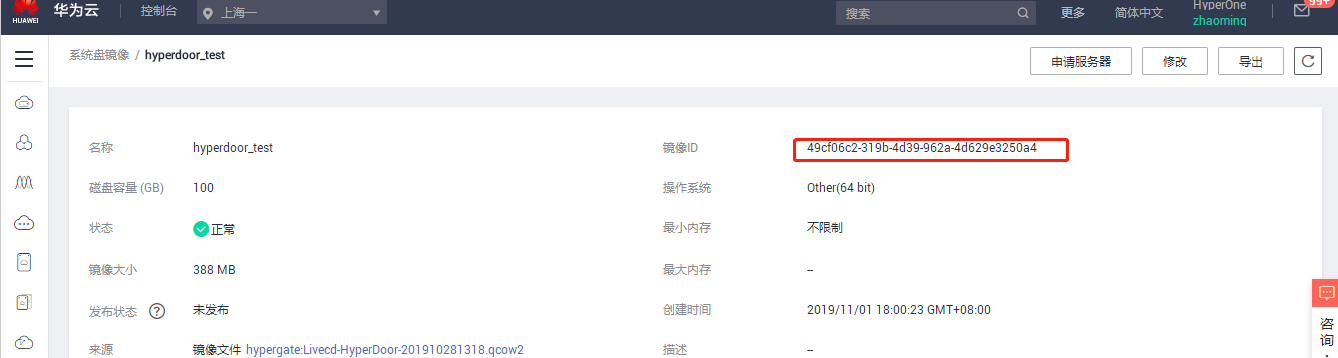 HUAWEI 华为云 控制台 上海一 搜索 更多 简体中文 HyperOne 99+
zhaoming
系统盘镜像 / hyperdoor_test
申请服务器 修改 导出
名称 hyperdoor_test 镜像ID 49cf06c2-319b-4d39-962a-4d629e3250a4
磁盘容量 (GB) 100 操作系统 Other(64 bit)
状态 正常 最小内存 不限制
镜像大小 388 MB 最大内存 --
发布状态 ? 未发布 创建时间 2019/11/01 18:00:23 GMT+08:00
来源 镜像文件 hypergate:Livecd-HyperDoor-201910281318.qcow2 描述 --
咨询